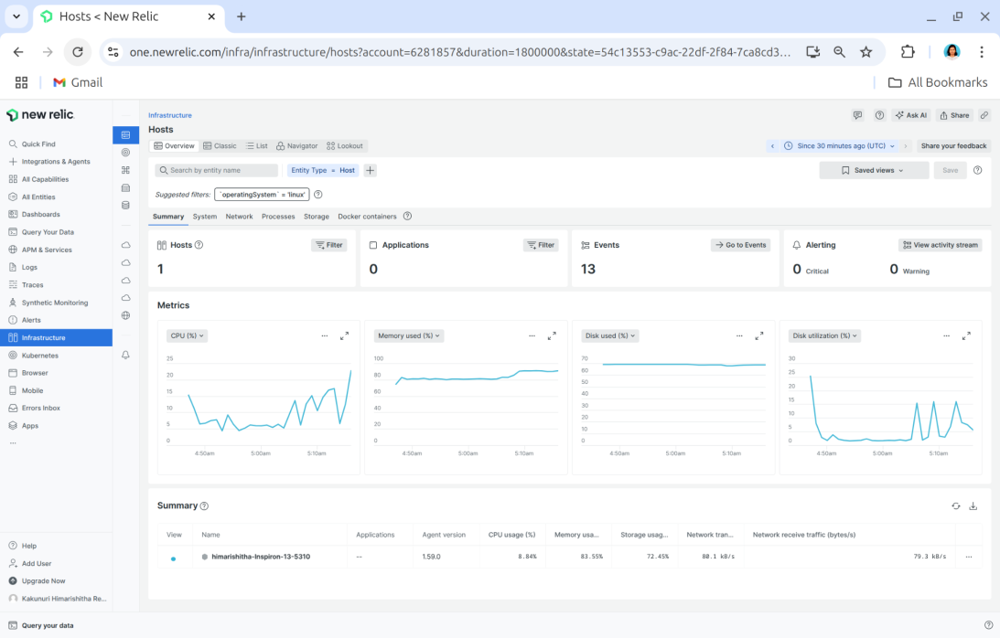 Hosts < New Relic
one.newrelic.com/infra/infrastructure/hosts?account=6281857&duration=1800000&state=54c13553-c9ac-22df-2f84-7ca8cd3...
Gmail
All Bookmarks
new relic
Quick Find
Integrations & Agents
All Capabilities
All Entities
Dashboards
Query Your Data
APM & Services
Logs
Traces
Synthetic Monitoring
Alerts
Infrastructure
Kubernetes
Browser
Mobile
Errors Inbox
Apps
...
Help
Add User
Upgrade Now
Kakunuri Himarishitha Re...
Infrastructure
Ask AI Share
Hosts
Overview Classic List Navigator Lookout
Since 30 minutes ago (UTC) Share your feedback
Search by entity name Entity Type = Host
Saved views Save
Suggested filters: `operatingSystem` = 'linux'
Summary System Network Processes Storage Docker containers
Hosts Filter
1
Applications Filter
0
Events Go to Events
13
Alerting View activity stream
0 Critical 0 Warning
Metrics
CPU (%)
25
20
15
10
5
0
4:50am 5:00am 5:10am
Memory used (%)
100
80
60
40
20
0
4:50am 5:00am 5:10am
Disk used (%)
70
60
50
40
30
20
10
0
4:50am 5:00am 5:10am
Disk utilization (%)
30
25
20
15
10
5
0
4:50am 5:00am 5:10am
Summary
View Name Applications Agent version CPU usage (%) Memory usa... Storage usag... Network tran... Network receive traffic (bytes/s)
himarishitha-Inspiron-13-5310 -- 1.59.0 8.84% 83.55% 72.45% 80.1 kB/s 79.3 kB/s ...
Query your data